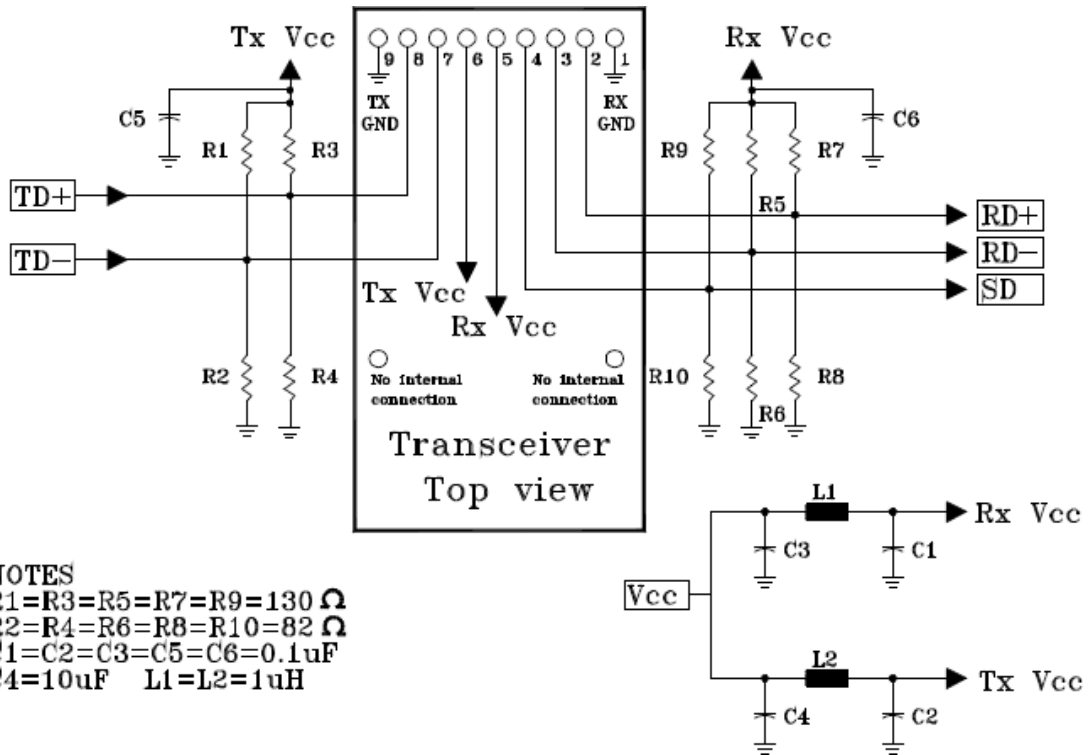 Tx Vcc
Rx Vcc
9 8 7 6 5 4 3 2 1
TX
GND
RX
GND
C5
R1
R3
R9
R7
C6
TD+
R5
RD+
TD−
RD−
Tx Vcc
SD
Rx Vcc
R2
R4
No internal
connection
No internal
connection
R10
R8
R6
Transceiver
Top view
L1
Rx Vcc
C3
C1
Vcc
L2
Tx Vcc
C4
C2
NOTES
R1=R3=R5=R7=R9=130 Ω
R2=R4=R6=R8=R10=82 Ω
C1=C2=C3=C5=C6=0.1uF
C4=10uF L1=L2=1uH